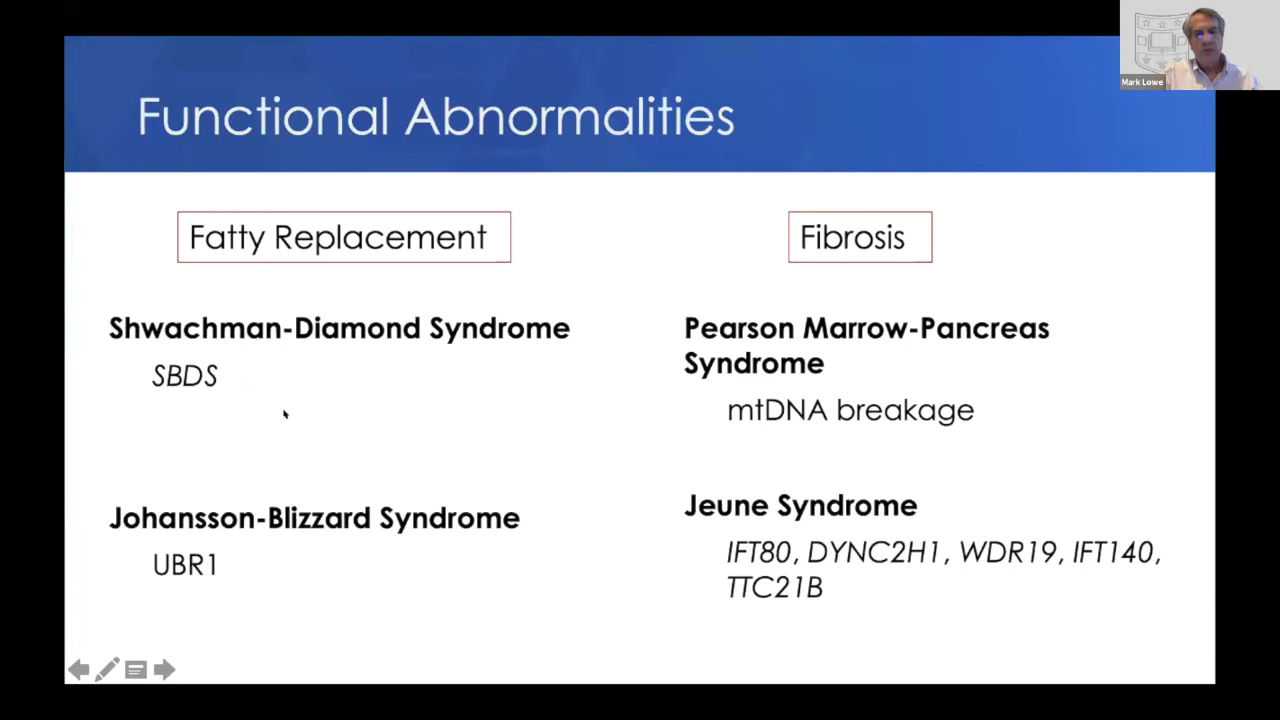 Mark Lowe
Functional Abnormalities
Fatty Replacement
Shwachman-Diamond Syndrome
SBDS
Johansson-Blizzard Syndrome
UBR1
Fibrosis
Pearson Marrow-Pancreas
Syndrome
mtDNA breakage
Jeune Syndrome
IFT80, DYNC2H1, WDR19, IFT140,
TTC21B